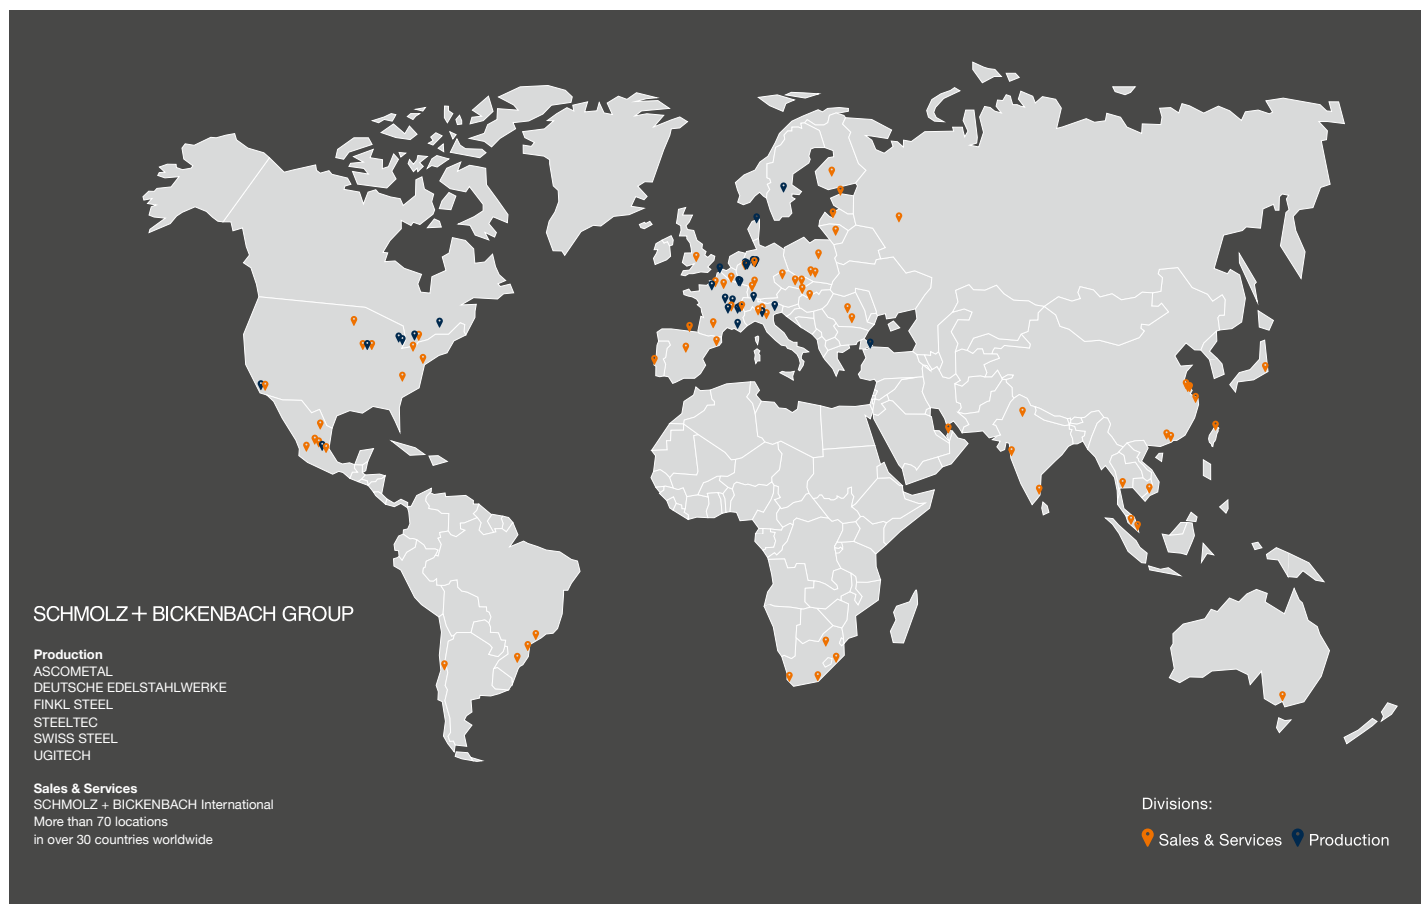 SCHMOLZ + BICKENBACH GROUP
Production
ASCOMETAL
DEUTSCHE EDELSTAHLWERKE
FINKL STEEL
STEELTEC
SWISS STEEL
UGITECH
Sales & Services
SCHMOLZ + BICKENBACH International
More than 70 locations
in over 30 countries worldwide
Divisions:
Sales & Services Production